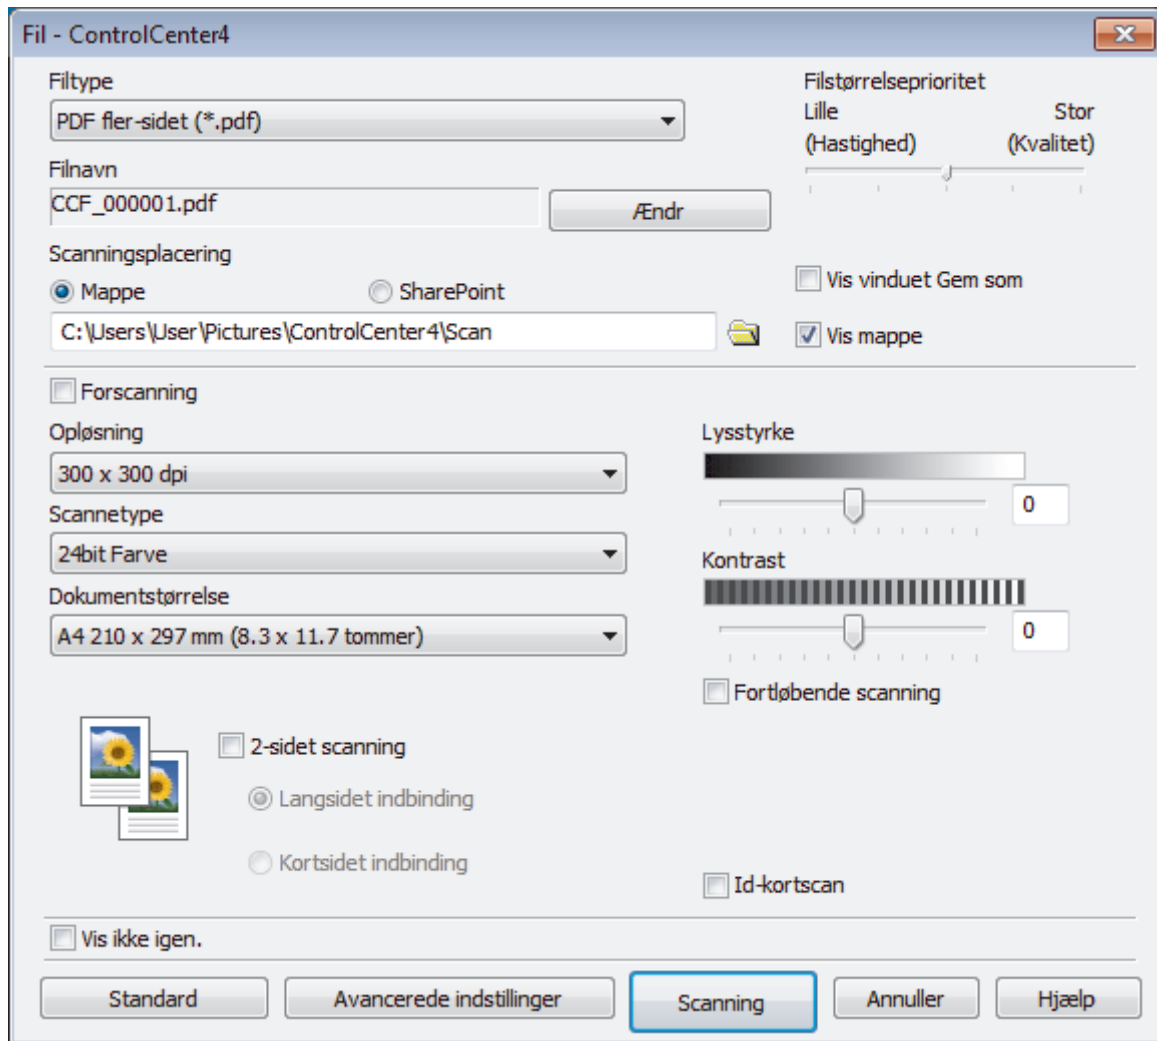 Fil - ControlCenter4
Filtype
PDF fler-sidet (*.pdf)
Filstørrelseprioritet
Lille Stor
(Hastighed) (Kvalitet)
Filnavn
CCF_000001.pdf
Ændr
Scanningsplacering
Mappe SharePoint
Vis vinduet Gem som
C:\Users\User\Pictures\ControlCenter4\Scan
Vis mappe
Forscanning
Opløsning
300 x 300 dpi
Scannetype
24bit Farve
Dokumentstørrelse
A4 210 x 297 mm (8.3 x 11.7 tommer)
Lysstyrke
0
Kontrast
0
Fortløbende scanning
2-sidet scanning
Langsidet indbinding
Kortsidet indbinding
Id-kortscan
Vis ikke igen.
Standard Avancerede indstillinger Scanning Annuller Hjælp